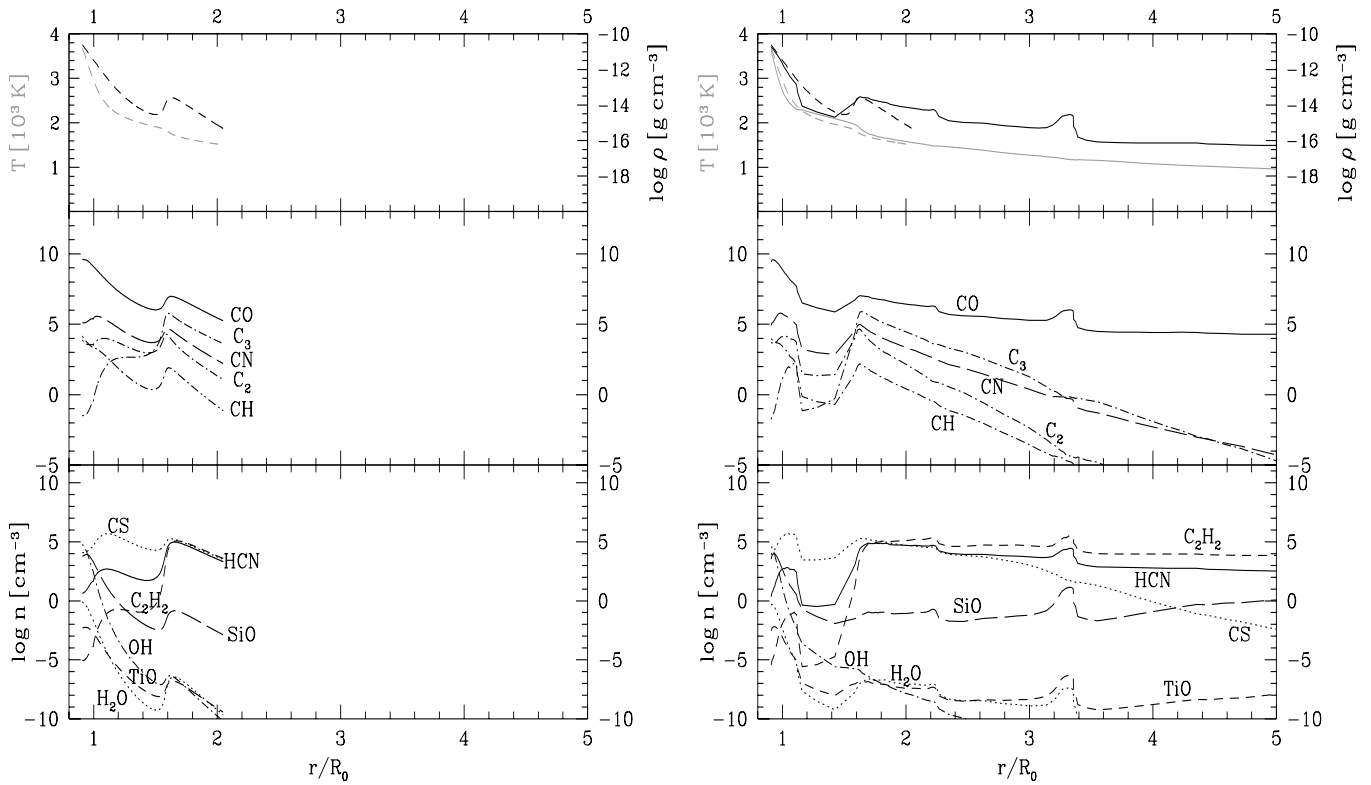 1 2 3 4 5
4 3 2 1
T [10³ K]
−10 −12 −14 −16 −18
log ρ [g cm⁻³]
10 5 0 −5
10 5 0 −5
CO
C₃
CN
C₂
CH
10 5 0 −5 −10
10 5 0 −5 −10
log n [cm⁻³]
CS
HCN
C₂H₂
SiO
OH
TiO
H₂O
1 2 3 4 5
r/R₀
1 2 3 4 5
4 3 2 1
T [10³ K]
−10 −12 −14 −16 −18
log ρ [g cm⁻³]
10 5 0 −5
10 5 0 −5
CO
C₃
CN
CH
C₂
10 5 0 −5 −10
10 5 0 −5 −10
log n [cm⁻³]
C₂H₂
HCN
SiO
CS
OH
H₂O
TiO
1 2 3 4 5
r/R₀